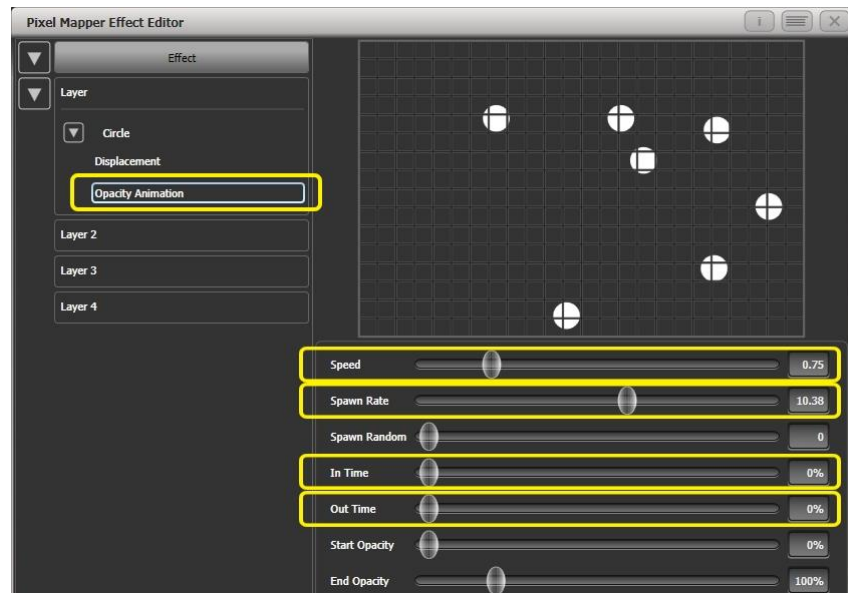 Pixel Mapper Effect Editor
i
Effect
Layer
Circle
Displacement
Opacity Animation
Layer 2
Layer 3
Layer 4
Speed 0.75
Spawn Rate 10.38
Spawn Random 0
In Time 0%
Out Time 0%
Start Opacity 0%
End Opacity 100%